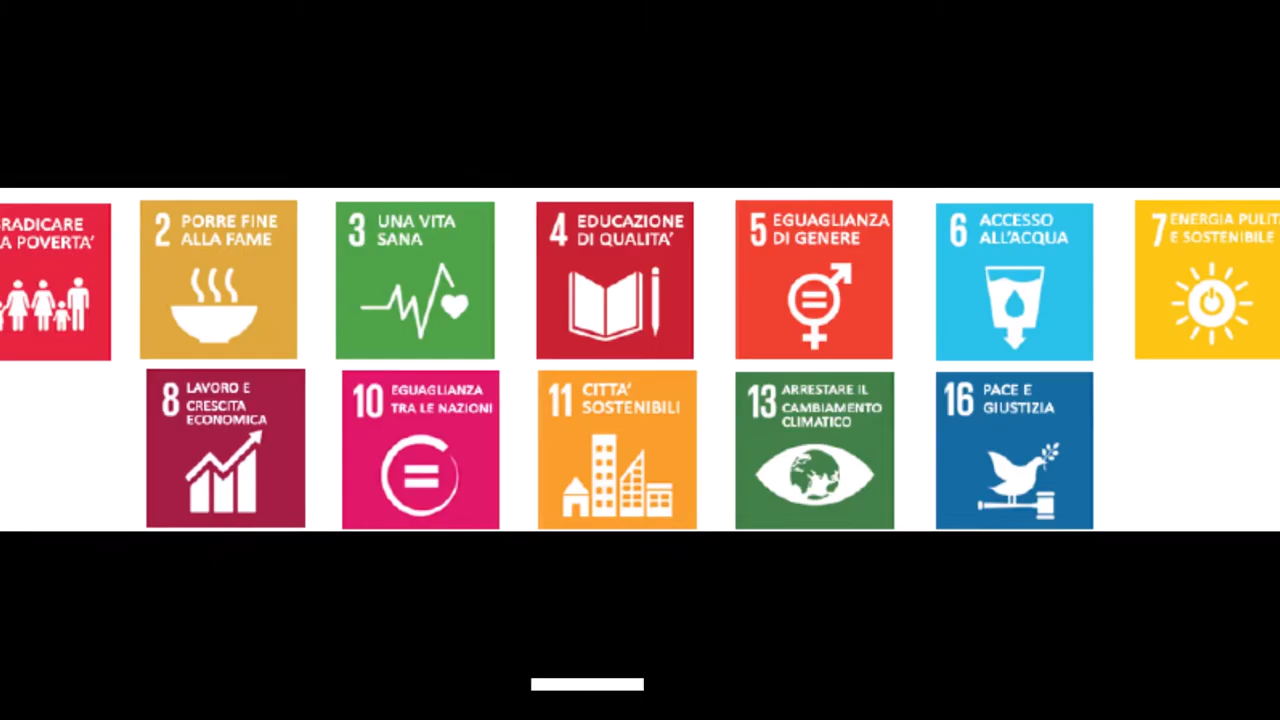 RADICARE
A POVERTA'
2 PORRE FINE
ALLA FAME
3 UNA VITA
SANA
4 EDUCAZIONE
DI QUALITA'
5 EGUAGLIANZA
DI GENERE
6 ACCESSO
ALL'ACQUA
7 ENERGIA PULIT
E SOSTENIBILE
8 LAVORO E
CRESCITA
ECONOMICA
10 EGUAGLIANZA
TRA LE NAZIONI
11 CITTA'
SOSTENIBILI
13 ARRESTARE IL
CAMBIAMENTO
CLIMATICO
16 PACE E
GIUSTIZIA